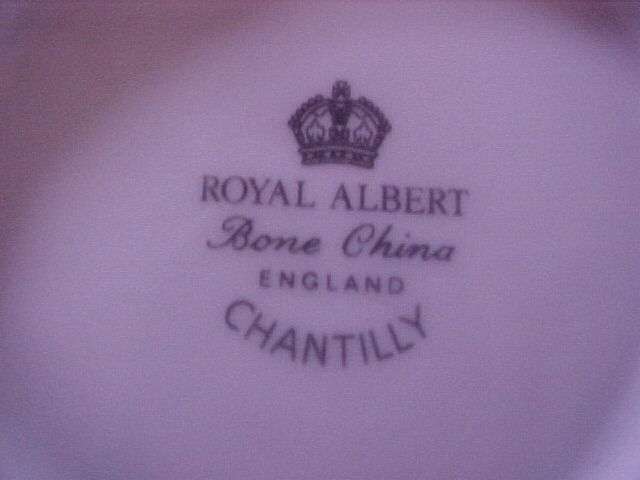 ROYAL ALBERT
Bone China
ENGLAND
CHANTILLY